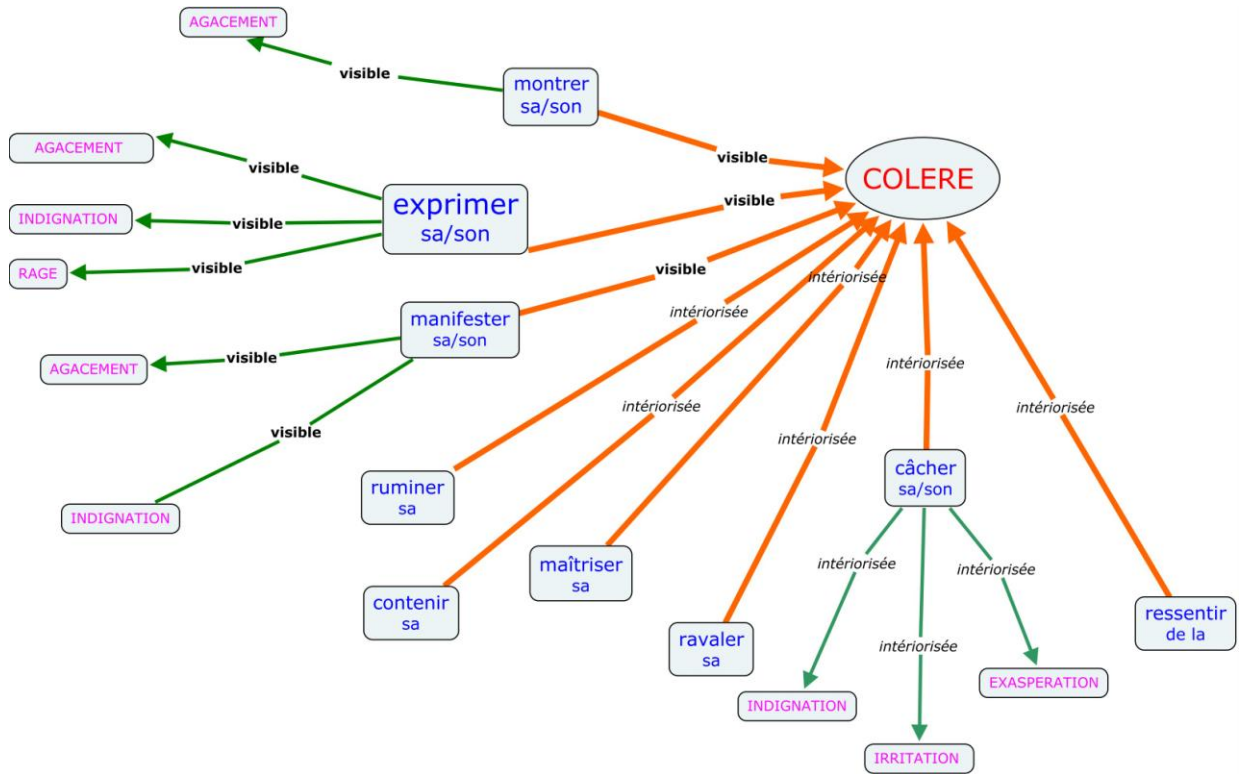 AGACEMENT
visible
montrer
sa/son
visible
COLERE
AGACEMENT
visible
exprimer
sa/son
visible
INDIGNATION
visible
RAGE
visible
manifester
sa/son
visible
AGACEMENT
visible
visible
INDIGNATION
intériorisée
intériorisée
intériorisée
intériorisée
intériorisée
intériorisée
ruminer
sa
contenir
sa
maîtriser
sa
ravaler
sa
câcher
sa/son
ressentir
de la
intériorisée
intériorisée
intériorisée
INDIGNATION
IRRITATION
EXASPERATION